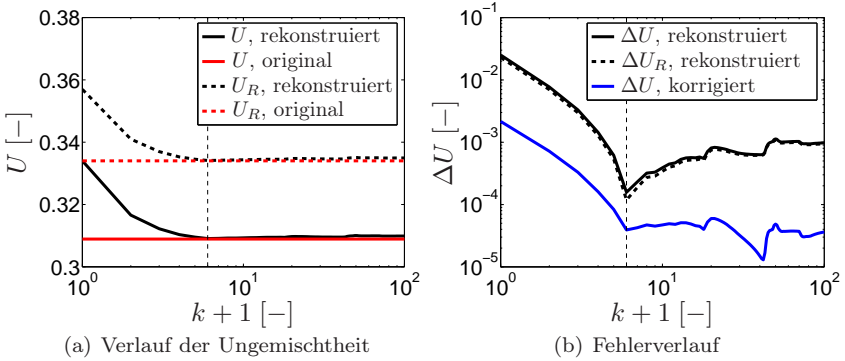 0.38
0.36
0.34
0.32
0.3
U [−]
10^0
10^1
10^2
k + 1 [−]
U, rekonstruiert
U, original
U_R, rekonstruiert
U_R, original
(a) Verlauf der Ungemischtheit
10^−1
10^−2
10^−3
10^−4
10^−5
ΔU [−]
10^0
10^1
10^2
k + 1 [−]
ΔU, rekonstruiert
ΔU_R, rekonstruiert
ΔU, korrigiert
(b) Fehlerverlauf